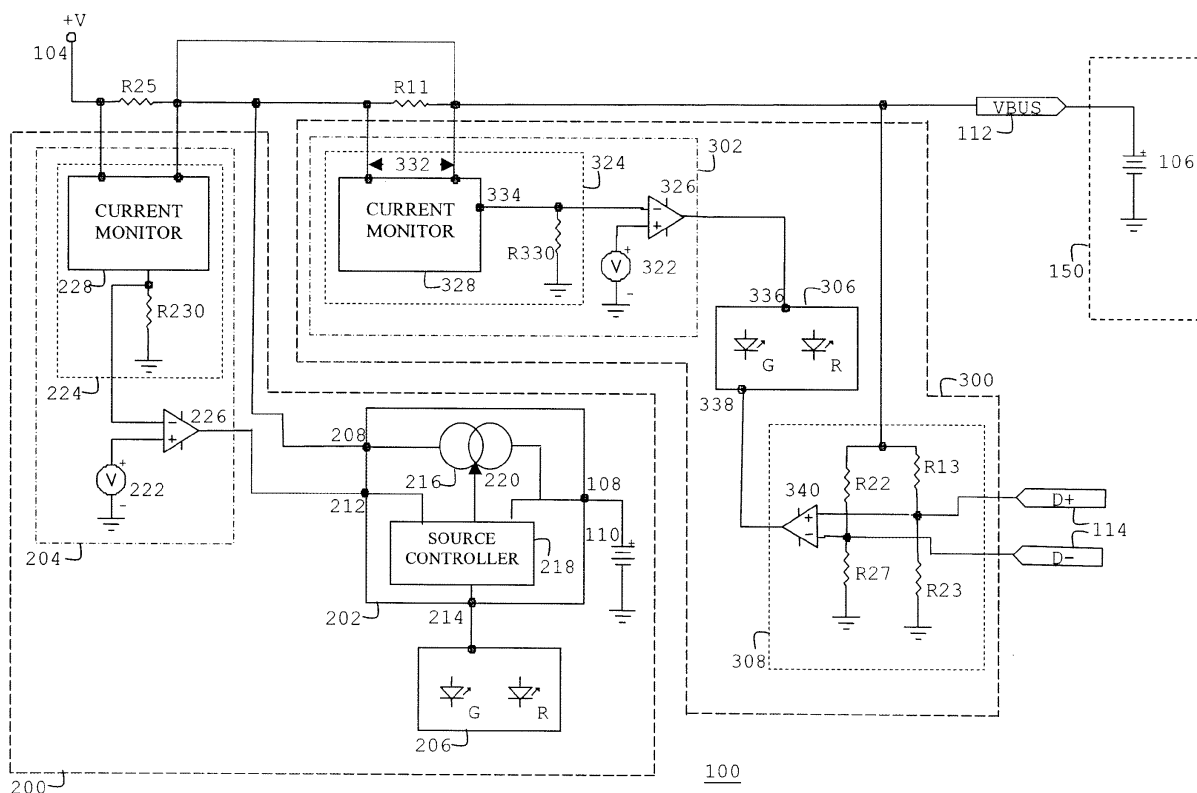 +V
104
R25
R11
VBUS
112
106
150
332
324
302
334
326
CURRENT
MONITOR
228
R230
224
CURRENT
MONITOR
328
R330
V
+
-
322
336
306
G
R
338
300
226
-
+
V
+
-
222
204
208
216
220
212
108
110
+
SOURCE
CONTROLLER
218
202
214
G
R
206
200
R22
R13
340
+
-
R27
R23
308
D+
114
D-
100